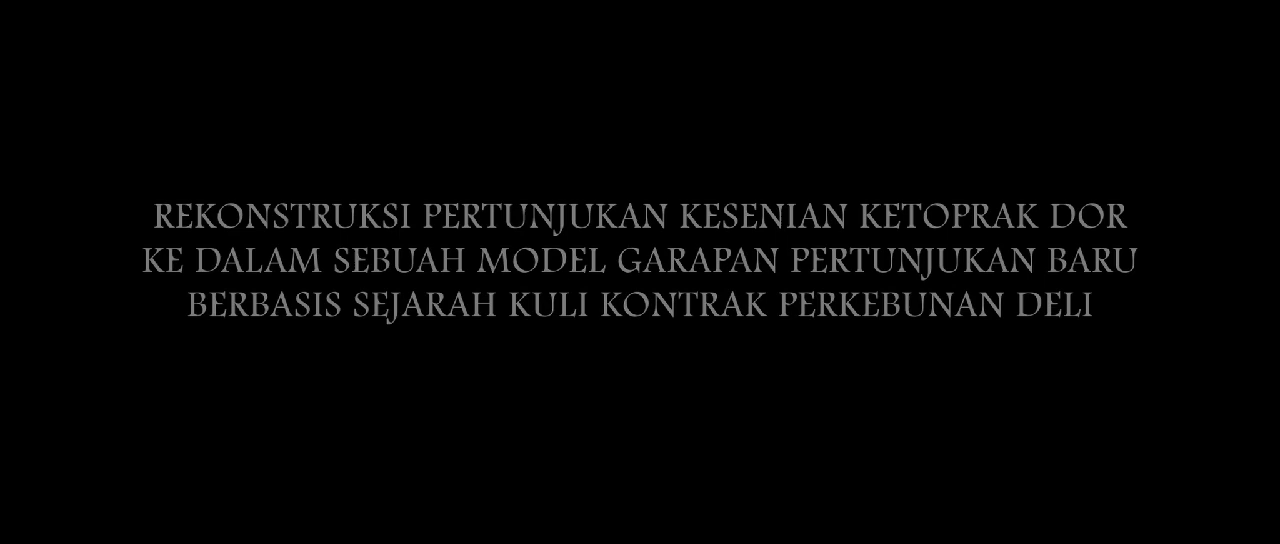 REKONSTRUKSI PERTUNJUKAN KESENIAN KETOPRAK DOR
KE DALAM SEBUAH MODEL GARAPAN PERTUNJUKAN BARU
BERBASIS SEJARAH KULI KONTRAK PERKEBUNAN DELI